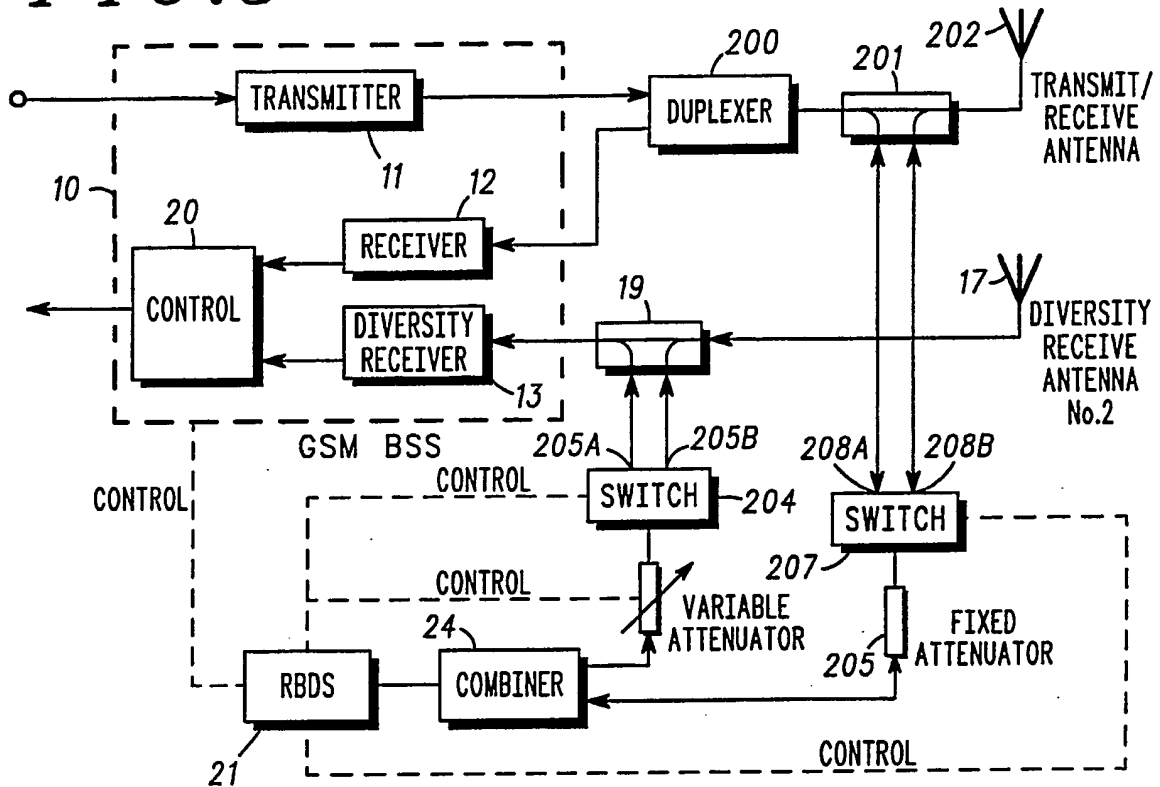 200
202
201
TRANSMITTER
DUPLEXER
TRANSMIT/
RECEIVE
ANTENNA
11
10
12
20
RECEIVER
CONTROL
19
17
DIVERSITY
RECEIVER
DIVERSITY
RECEIVE
ANTENNA
No.2
13
GSM BSS
205A
205B
208A
208B
CONTROL
CONTROL
SWITCH
204
SWITCH
207
CONTROL
VARIABLE
ATTENUATOR
24
FIXED
ATTENUATOR
205
RBDS
COMBINER
21
CONTROL